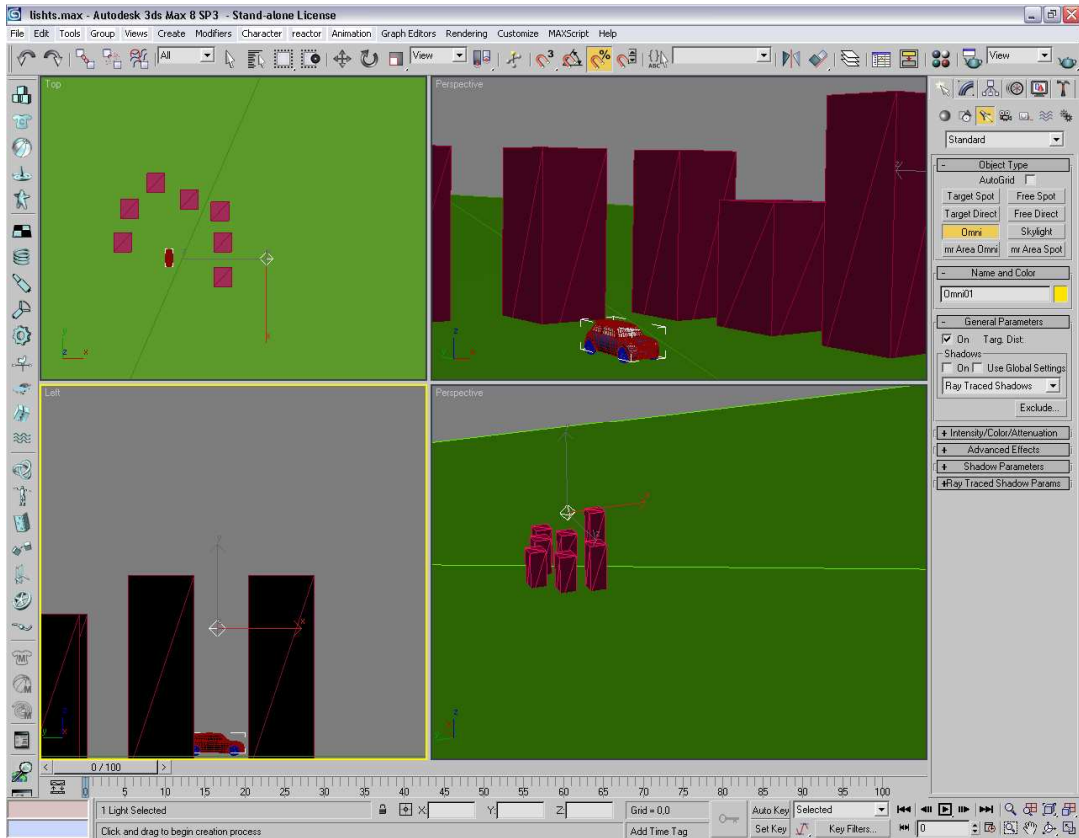 lishts.max - Autodesk 3ds Max 8 SP3 - Stand-alone License
File Edit Tools Group Views Create Modifiers Character reactor Animation Graph Editors Rendering Customize MAXScript Help
All View View
Top
Perspective
Standard
- Object Type
AutoGrid
Target Spot Free Spot
Target Direct Free Direct
Omni Skylight
mr Area Omni mr Area Spot
- Name and Color
Omni01
- General Parameters
On Targ. Dist:
Shadows
On Use Global Settings
Ray Traced Shadows
Exclude...
+ Intensity/Color/Attenuation
+ Advanced Effects
+ Shadow Parameters
+Ray Traced Shadow Params
Left
Perspective
< 0 / 100 >
0 5 10 15 20 25 30 35 40 45 50 55 60 65 70 75 80 85 90 95 100
1 Light Selected X: Y: Z: Grid = 0,0 Auto Key Selected
Click and drag to begin creation process Add Time Tag Set Key Key Filters... 0